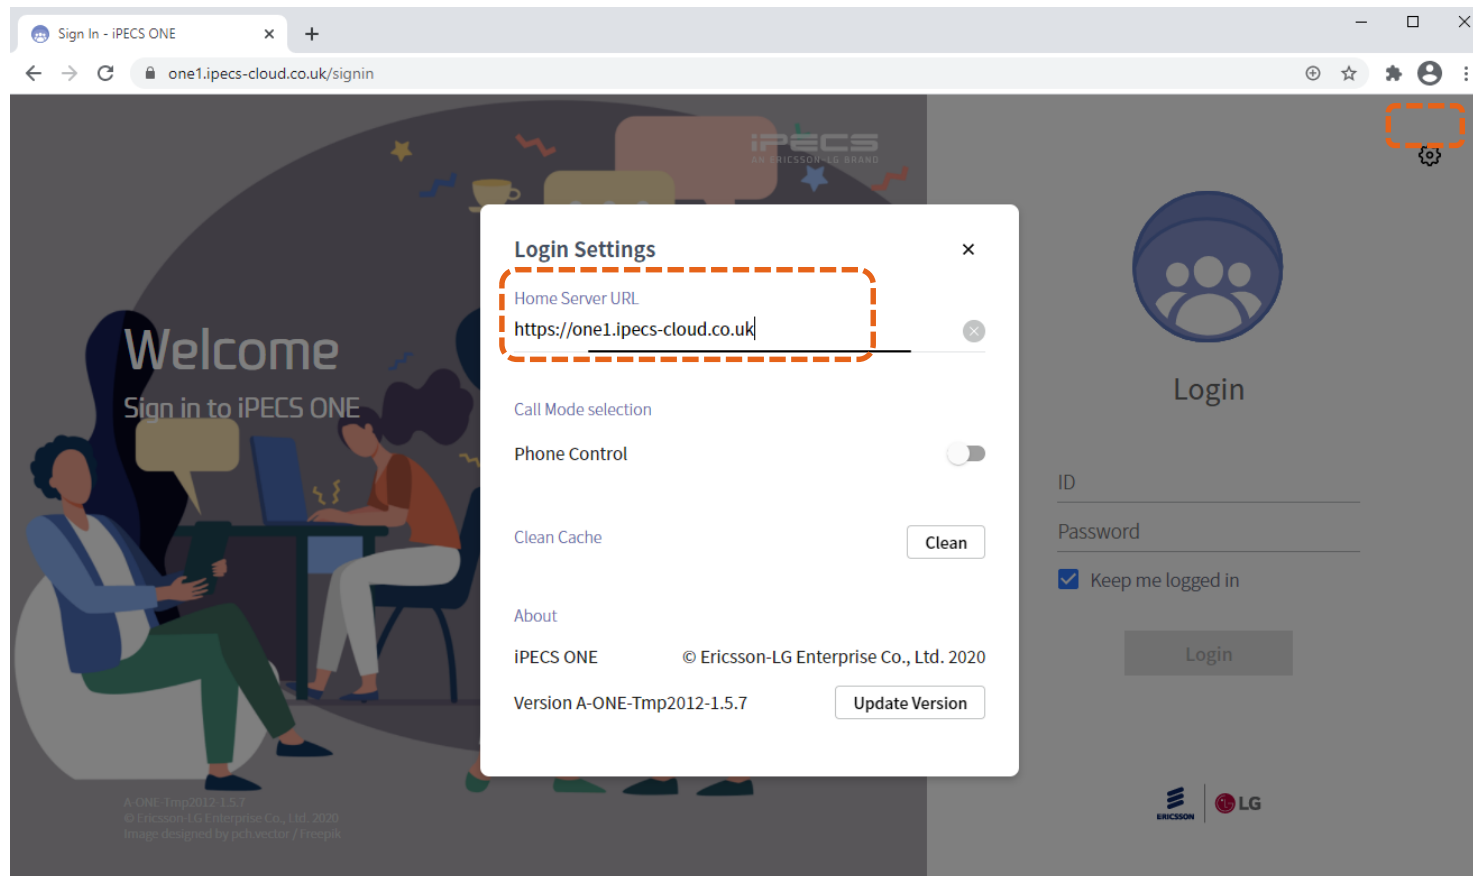 Sign In - iPECS ONE
one1.ipecs-cloud.co.uk/signin
iPECS
AN ERICSSON-LG BRAND
Welcome
Sign in to iPECS ONE
Login Settings
Home Server URL
https://one1.ipecs-cloud.co.uk
Call Mode selection
Phone Control
Clean Cache
Clean
About
iPECS ONE
© Ericsson-LG Enterprise Co., Ltd. 2020
Version A-ONE-Tmp2012-1.5.7
Update Version
Login
ID
Password
Keep me logged in
Login
A-ONE-Tmp2012-1.5.7
© Ericsson-LG Enterprise Co., Ltd. 2020
Image designed by pch.vector / Freepik
ERICSSON
LG